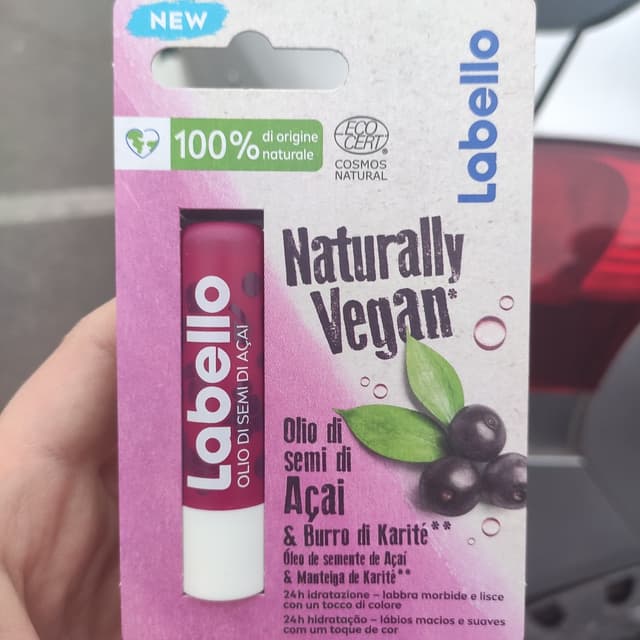 NEW
Labello
100% di origine
naturale
ECO
CERT
COSMOS
NATURAL
Naturally
Vegan*
Labello
OLIO DI SEMI DI AÇAI
Olio di
semi di
Açai
& Burro di Karité**
Óleo de semente de Açaí
& Manteiga de Karité**
24h idratazione – labbra morbide e lisce
con un tocco di colore
24h hidratação – lábios macios e suaves
com um toque de cor